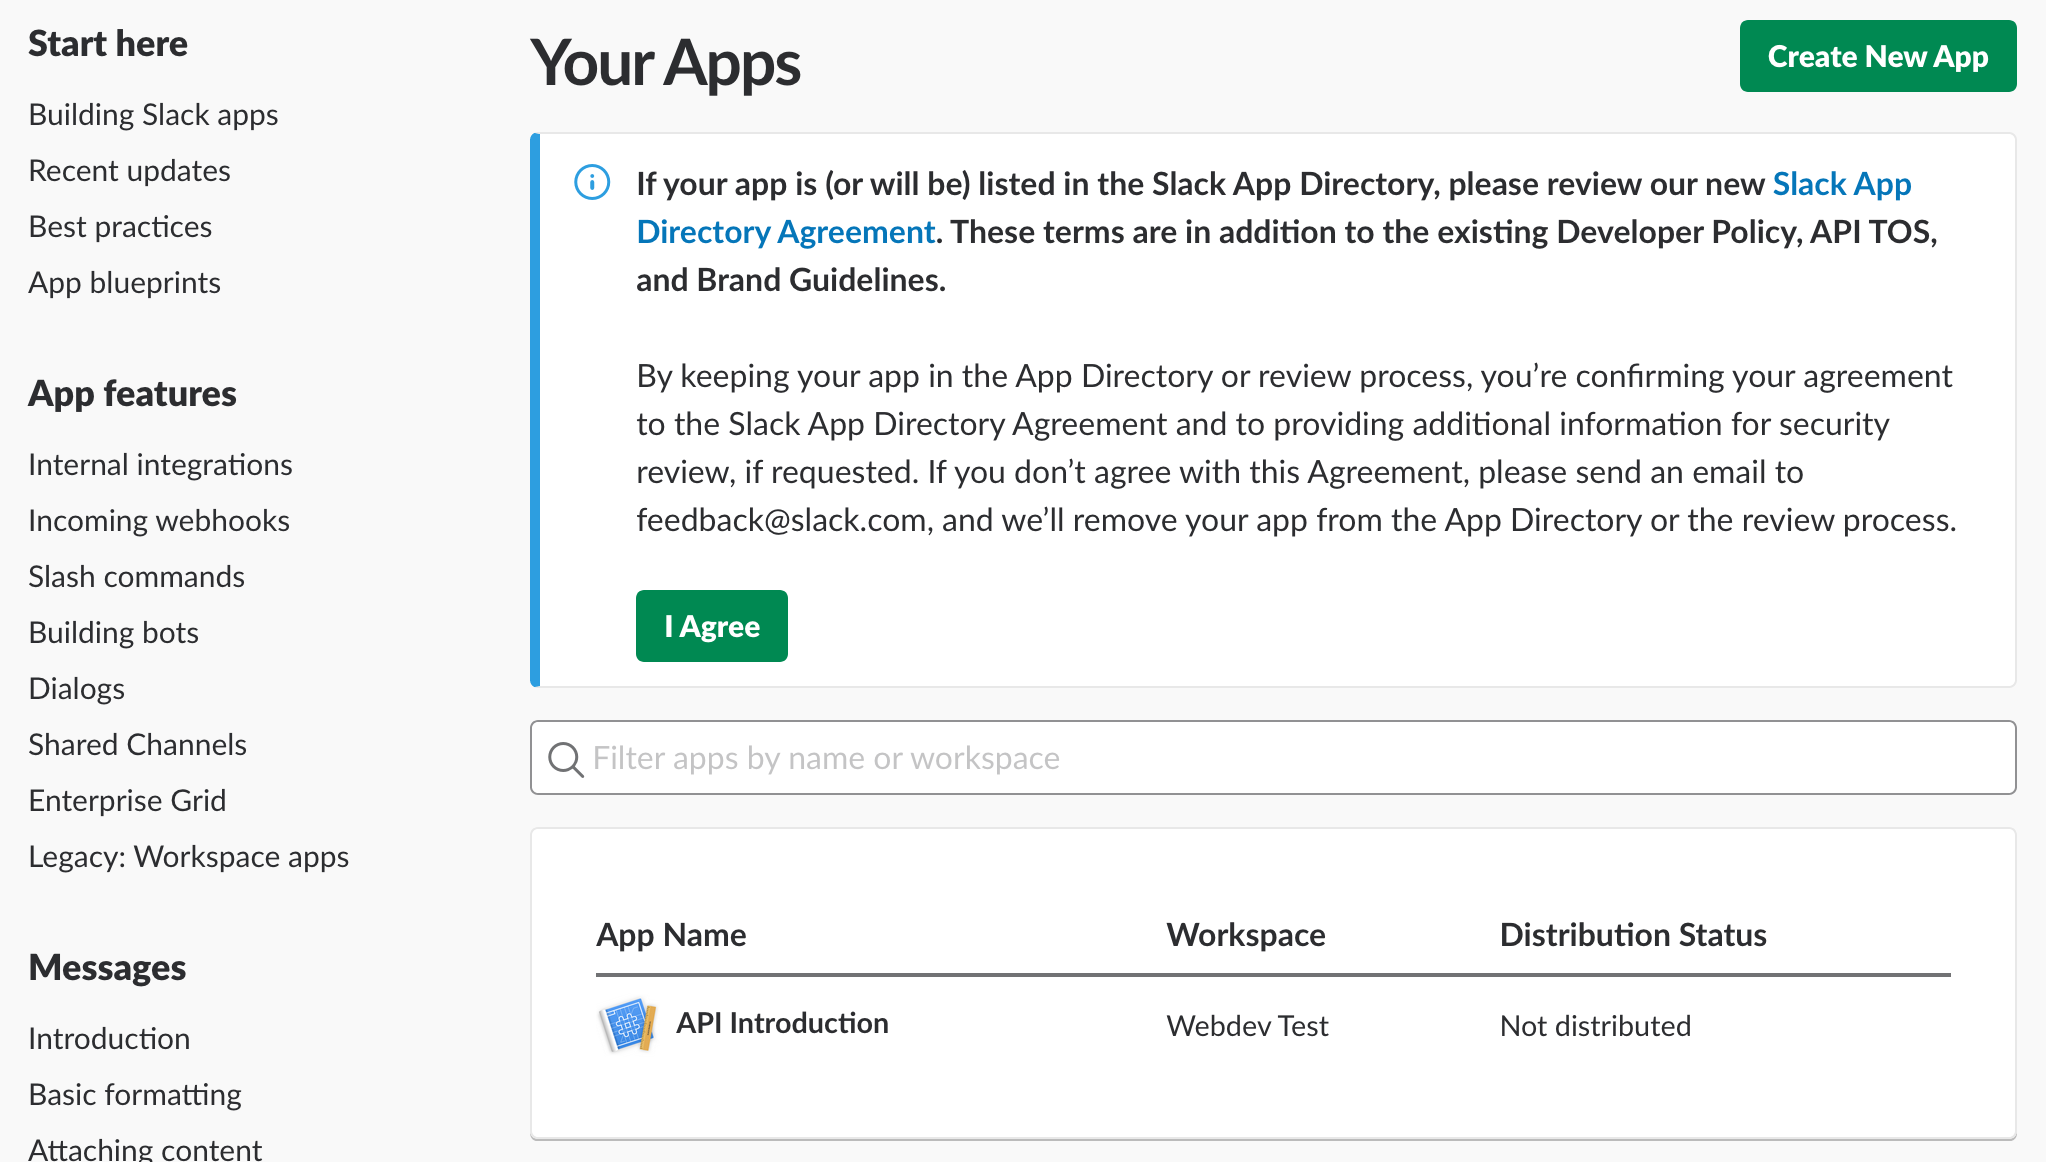 Start here
Building Slack apps
Recent updates
Best practices
App blueprints
App features
Internal integrations
Incoming webhooks
Slash commands
Building bots
Dialogs
Shared Channels
Enterprise Grid
Legacy: Workspace apps
Messages
Introduction
Basic formatting
Attaching content
Your Apps
Create New App
If your app is (or will be) listed in the Slack App Directory, please review our new Slack App
Directory Agreement. These terms are in addition to the existing Developer Policy, API TOS,
and Brand Guidelines.
By keeping your app in the App Directory or review process, you’re confirming your agreement
to the Slack App Directory Agreement and to providing additional information for security
review, if requested. If you don’t agree with this Agreement, please send an email to
feedback@slack.com, and we’ll remove your app from the App Directory or the review process.
I Agree
Filter apps by name or workspace
App Name Workspace Distribution Status
API Introduction Webdev Test Not distributed